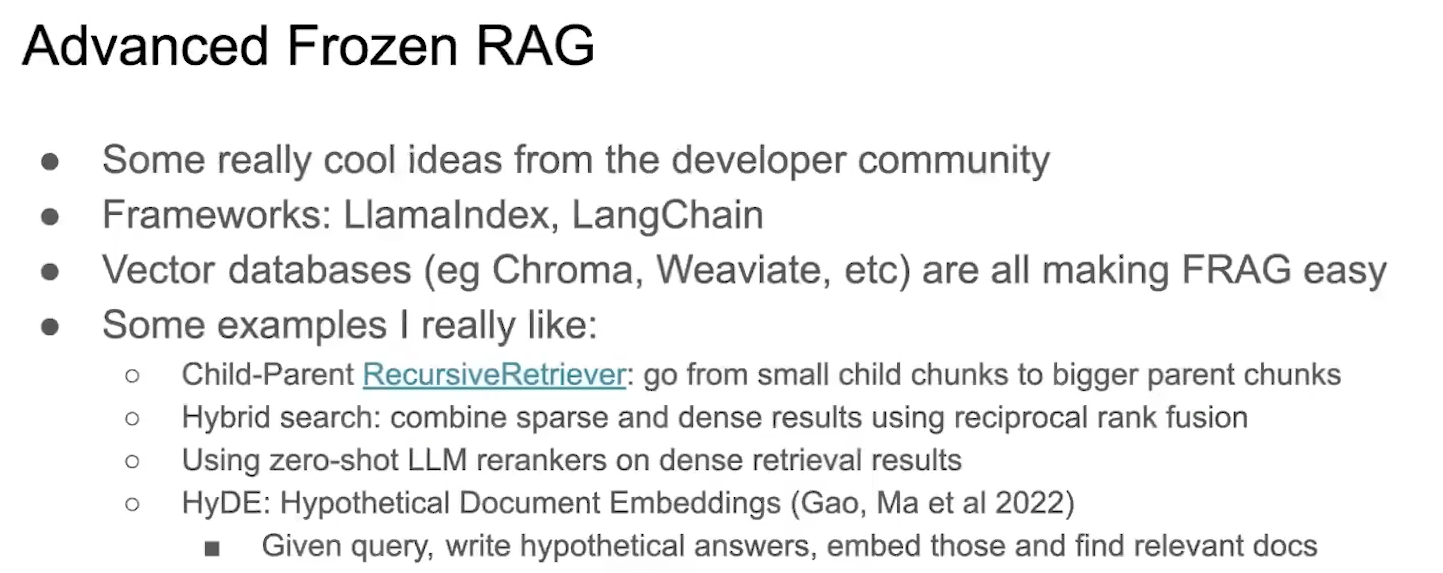 Advanced Frozen RAG
● Some really cool ideas from the developer community
● Frameworks: LlamaIndex, LangChain
● Vector databases (eg Chroma, Weaviate, etc) are all making FRAG easy
● Some examples I really like:
○ Child-Parent RecursiveRetriever: go from small child chunks to bigger parent chunks
○ Hybrid search: combine sparse and dense results using reciprocal rank fusion
○ Using zero-shot LLM rerankers on dense retrieval results
○ HyDE: Hypothetical Document Embeddings (Gao, Ma et al 2022)
■ Given query, write hypothetical answers, embed those and find relevant docs